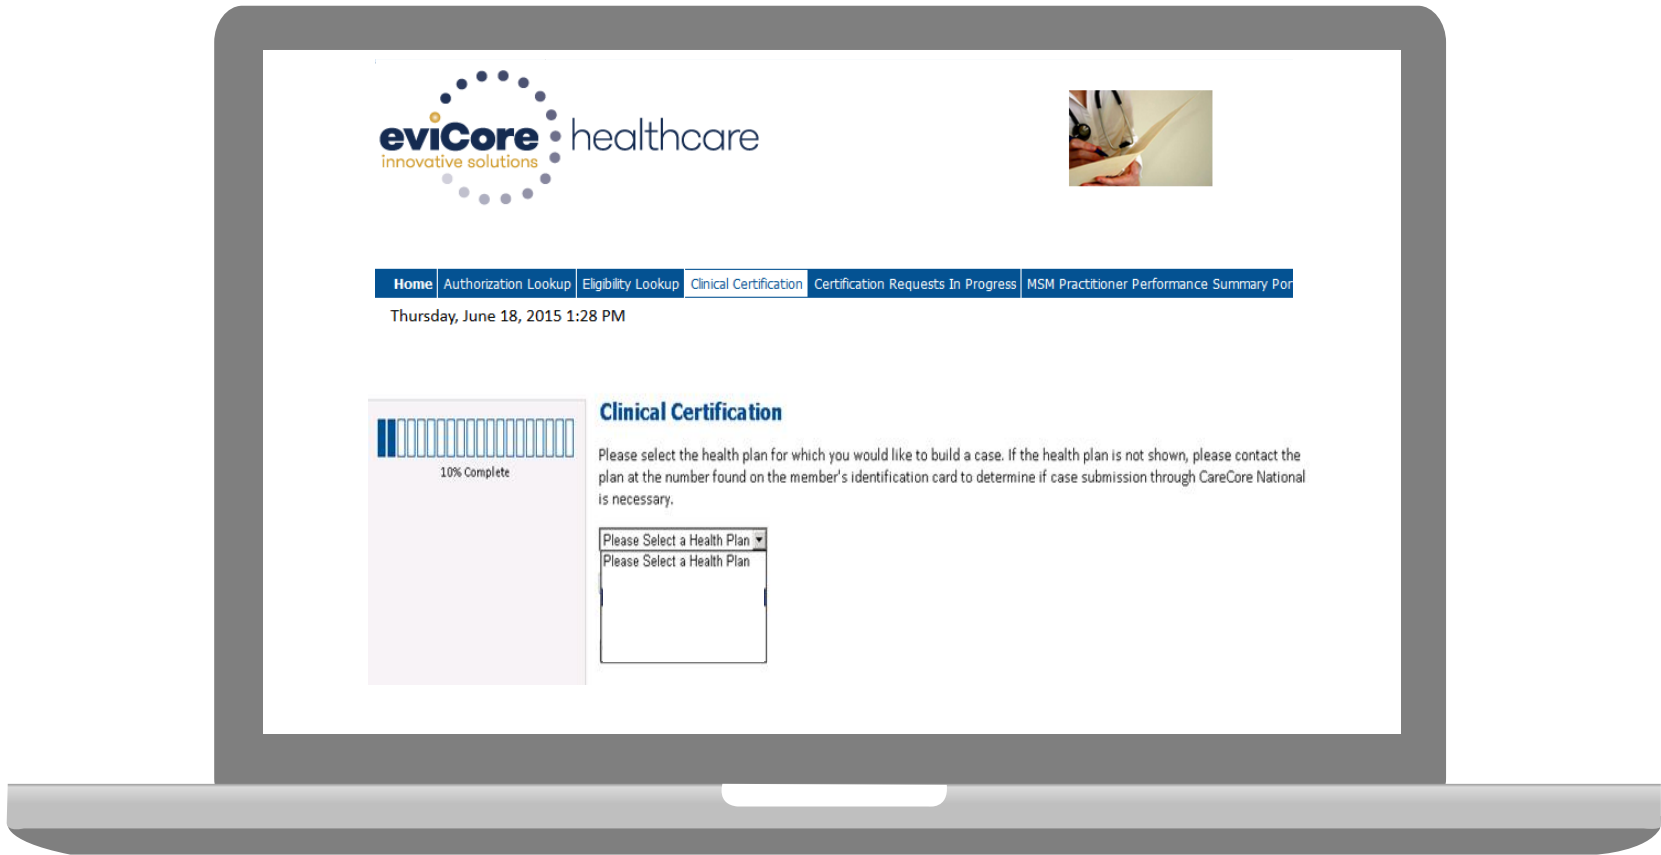 eviCore healthcare
innovative solutions
Home Authorization Lookup Eligibility Lookup Clinical Certification Certification Requests In Progress MSM Practitioner Performance Summary Por
Thursday, June 18, 2015 1:28 PM
Clinical Certification
10% Complete
Please select the health plan for which you would like to build a case. If the health plan is not shown, please contact the
plan at the number found on the member's identification card to determine if case submission through CareCore National
is necessary.
Please Select a Health Plan
Please Select a Health Plan